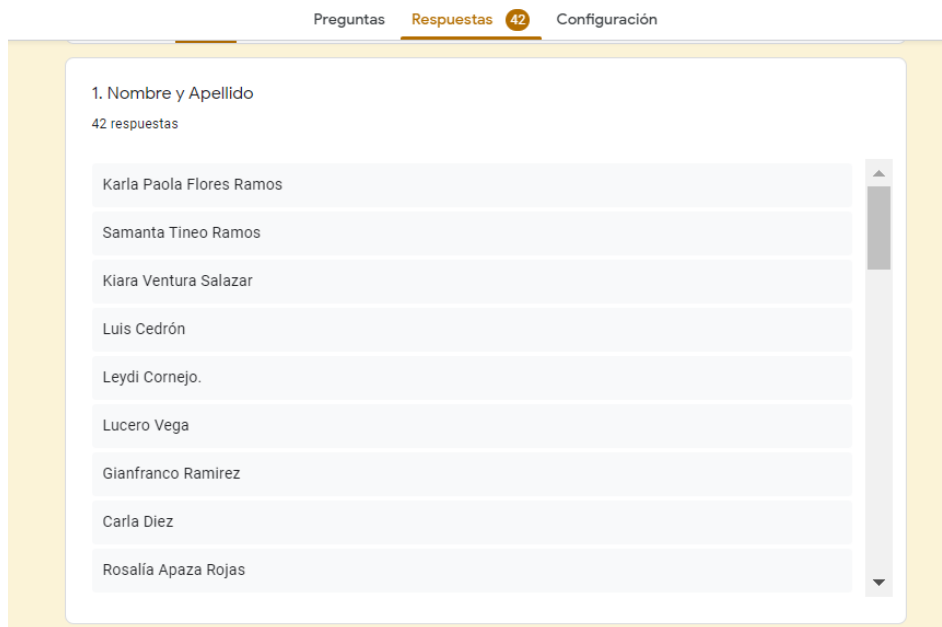 Preguntas Respuestas 42 Configuración
1. Nombre y Apellido
42 respuestas
Karla Paola Flores Ramos
Samanta Tineo Ramos
Kiara Ventura Salazar
Luis Cedrón
Leydi Cornejo.
Lucero Vega
Gianfranco Ramirez
Carla Diez
Rosalía Apaza Rojas